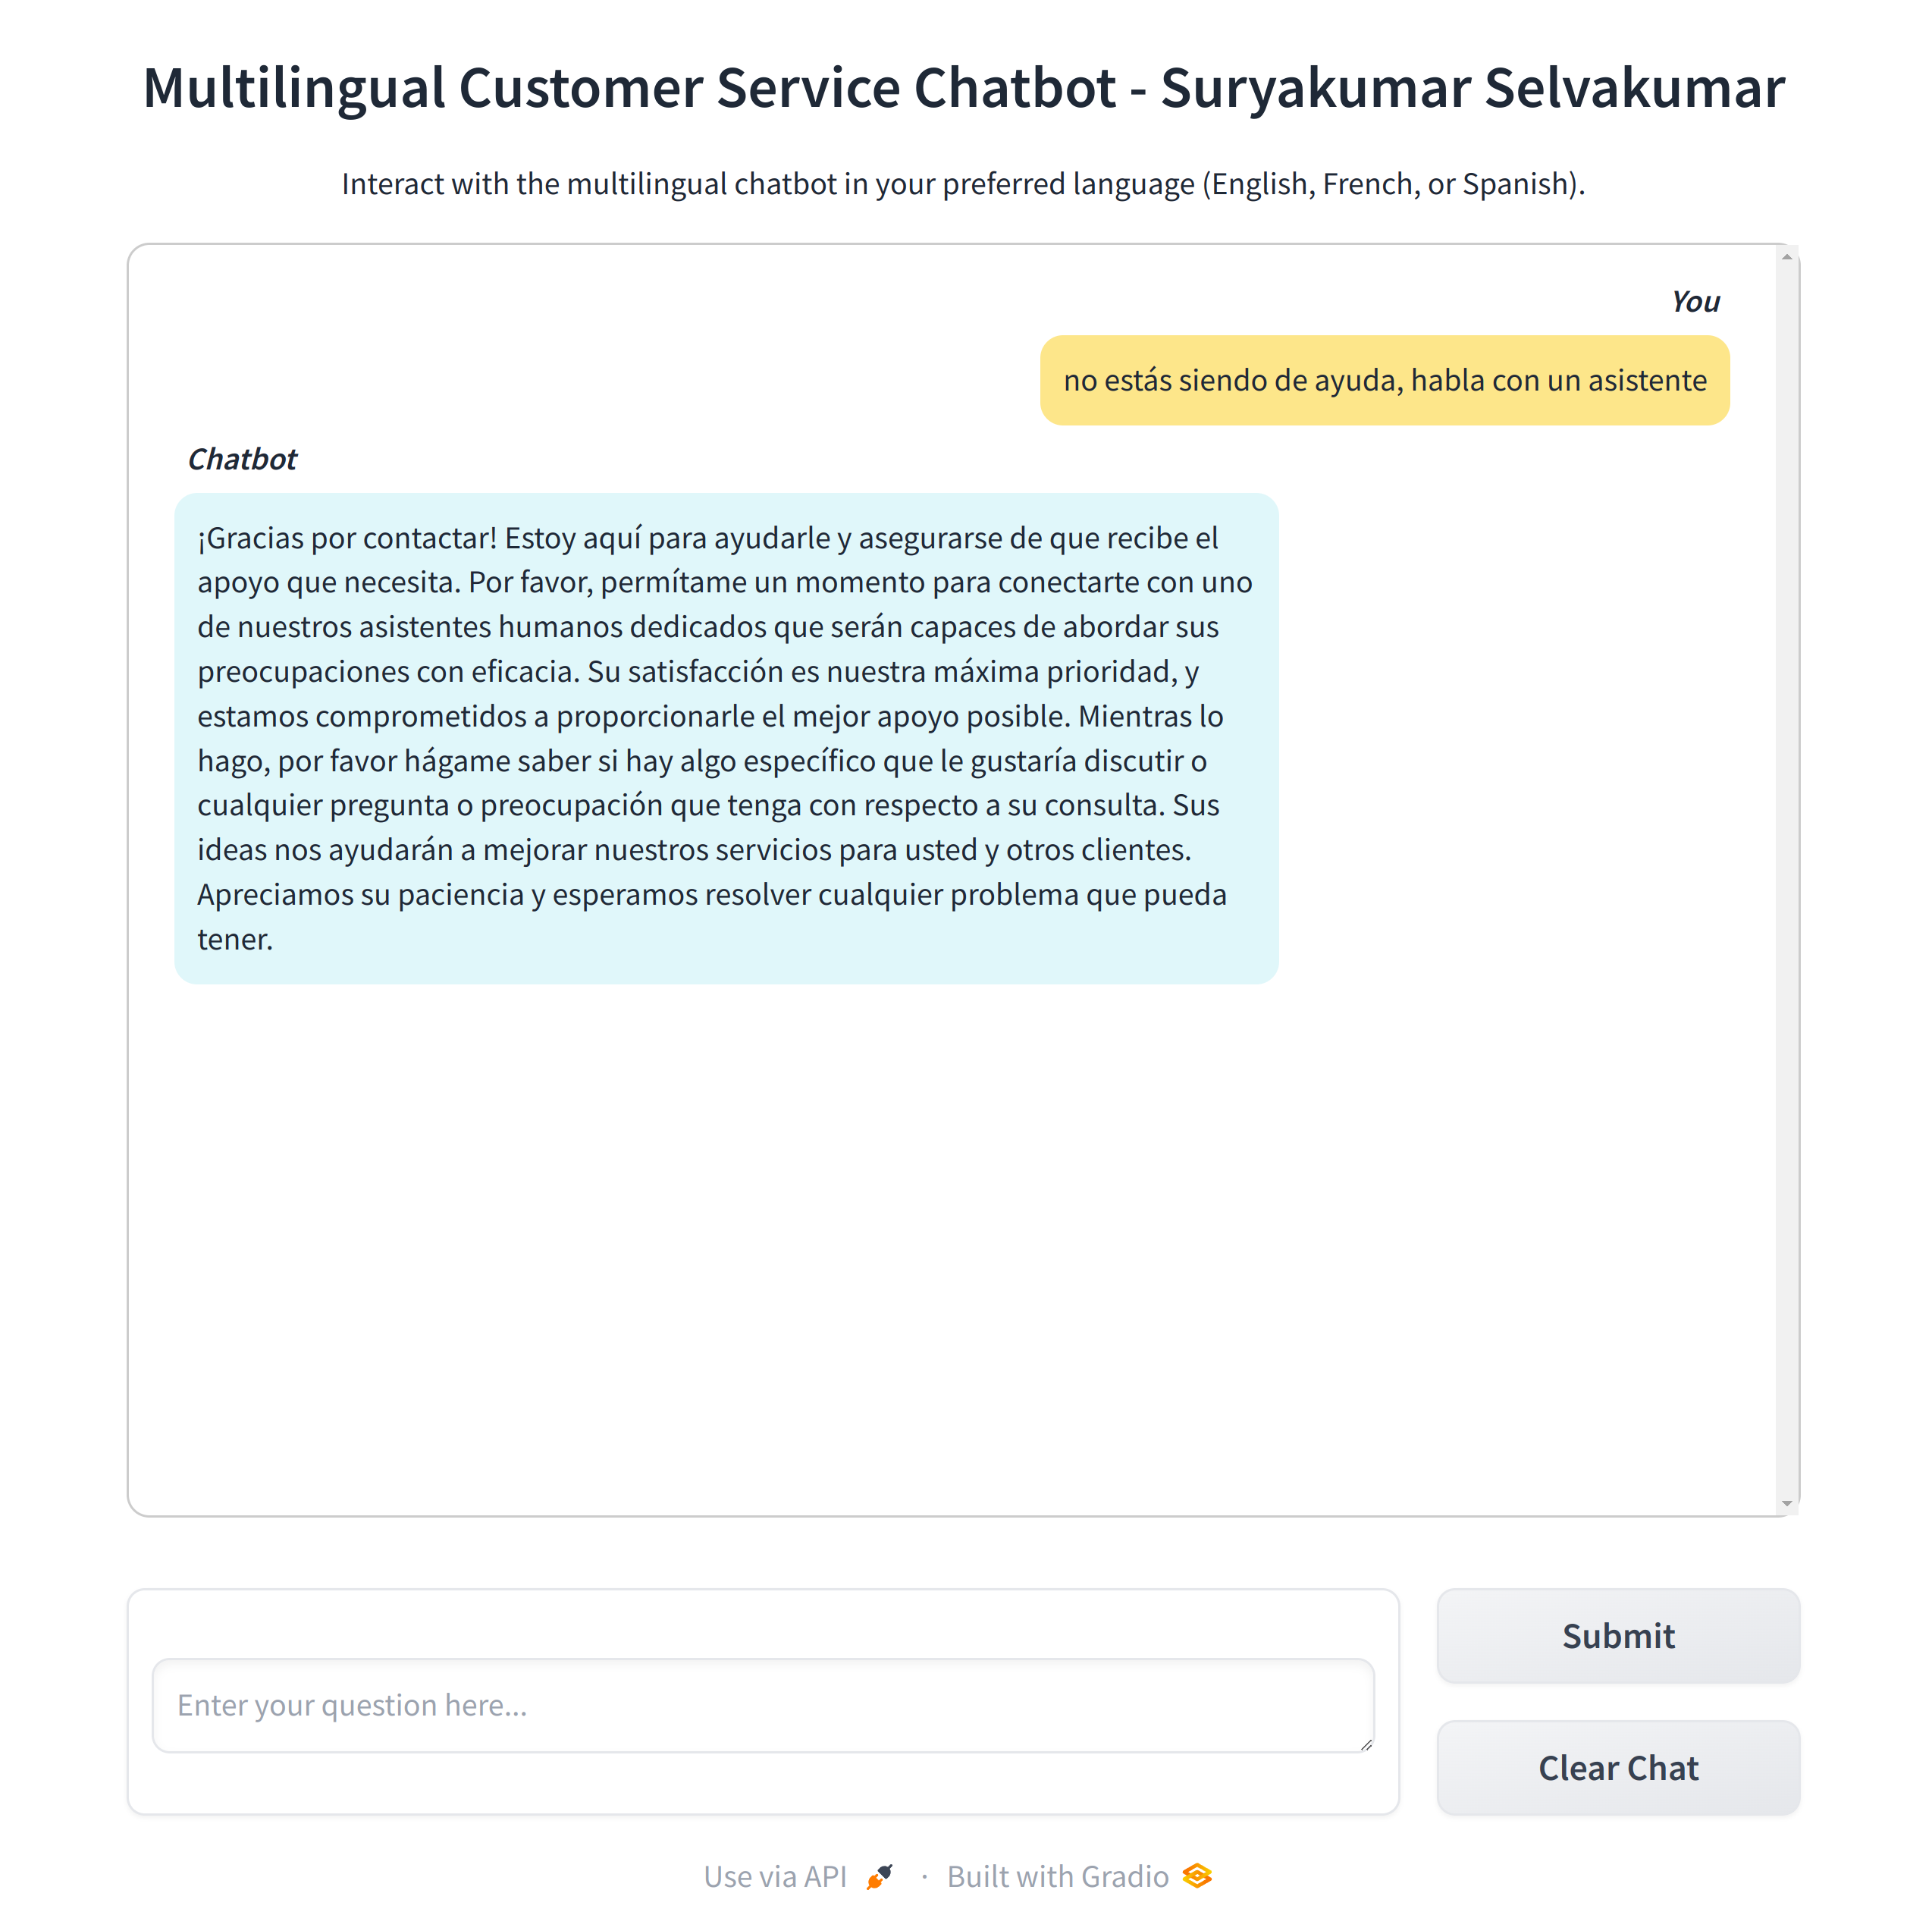 Multilingual Customer Service Chatbot - Suryakumar Selvakumar
Interact with the multilingual chatbot in your preferred language (English, French, or Spanish).
You
no estás siendo de ayuda, habla con un asistente
Chatbot
¡Gracias por contactar! Estoy aquí para ayudarle y asegurarse de que recibe el
apoyo que necesita. Por favor, permítame un momento para conectarte con uno
de nuestros asistentes humanos dedicados que serán capaces de abordar sus
preocupaciones con eficacia. Su satisfacción es nuestra máxima prioridad, y
estamos comprometidos a proporcionarle el mejor apoyo posible. Mientras lo
hago, por favor hágame saber si hay algo específico que le gustaría discutir o
cualquier pregunta o preocupación que tenga con respecto a su consulta. Sus
ideas nos ayudarán a mejorar nuestros servicios para usted y otros clientes.
Apreciamos su paciencia y esperamos resolver cualquier problema que pueda
tener.
Enter your question here...
Submit
Clear Chat
Use via API · Built with Gradio